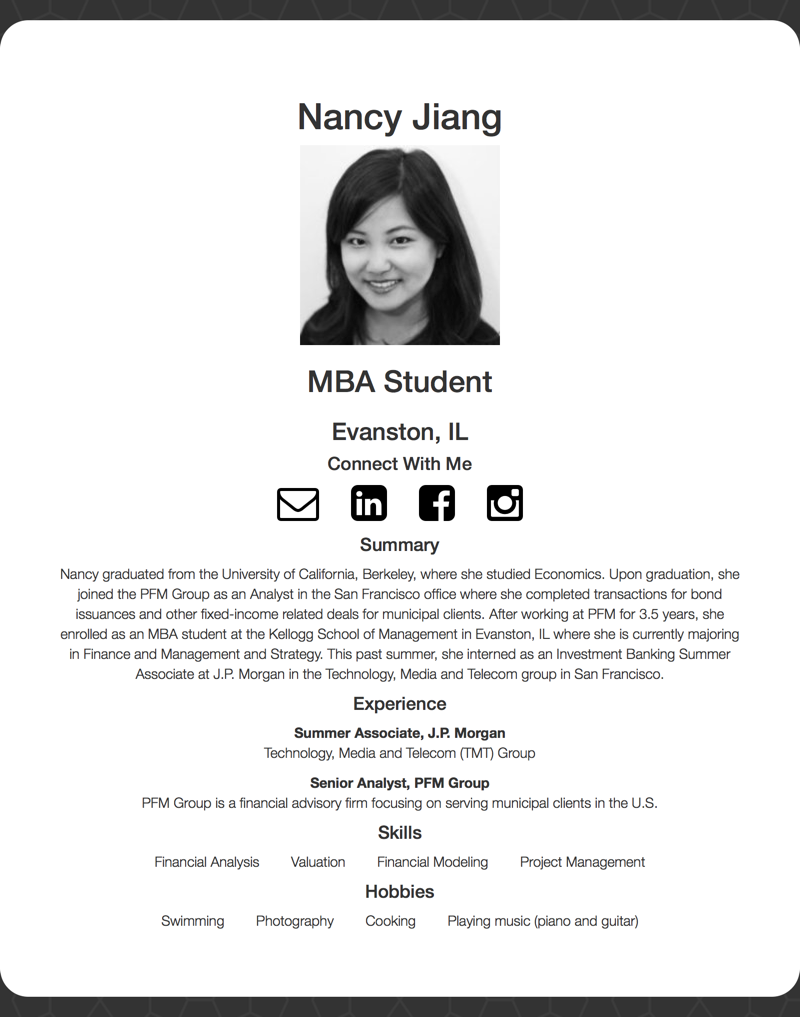 Nancy Jiang
MBA Student
Evanston, IL
Connect With Me
in f
Summary
Nancy graduated from the University of California, Berkeley, where she studied Economics. Upon graduation, she
joined the PFM Group as an Analyst in the San Francisco office where she completed transactions for bond
issuances and other fixed-income related deals for municipal clients. After working at PFM for 3.5 years, she
enrolled as an MBA student at the Kellogg School of Management in Evanston, IL where she is currently majoring
in Finance and Management and Strategy. This past summer, she interned as an Investment Banking Summer
Associate at J.P. Morgan in the Technology, Media and Telecom group in San Francisco.
Experience
Summer Associate, J.P. Morgan
Technology, Media and Telecom (TMT) Group
Senior Analyst, PFM Group
PFM Group is a financial advisory firm focusing on serving municipal clients in the U.S.
Skills
Financial Analysis Valuation Financial Modeling Project Management
Hobbies
Swimming Photography Cooking Playing music (piano and guitar)